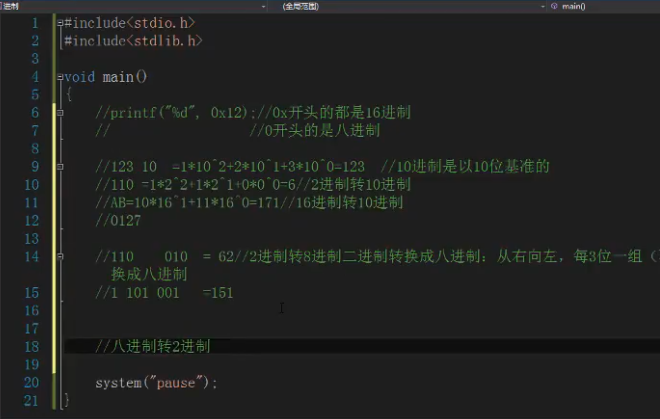 进制 (全局范围) main()
1 #include<stdio.h>
2 #include<stdlib.h>
3
4 void main()
5 {
6 //printf("%d", 0x12);//0x开头的都是16进制
7 // //0开头的是八进制
8
9 //123 10 =1*10^2+2*10^1+3*10^0=123 //10进制是以10位基准的
10 //110 =1*2^2+1*2^1+0*0^0=6//2进制转10进制
11 //AB=10*16^1+11*16^0=171//16进制转10进制
12 //0127
13
14 //110 010 = 62//2进制转8进制二进制转换成八进制：从右向左，每3位一组（
换成八进制
15 //1 101 001 =151
16
17
18 //八进制转2进制
19
20 system("pause");
21 }